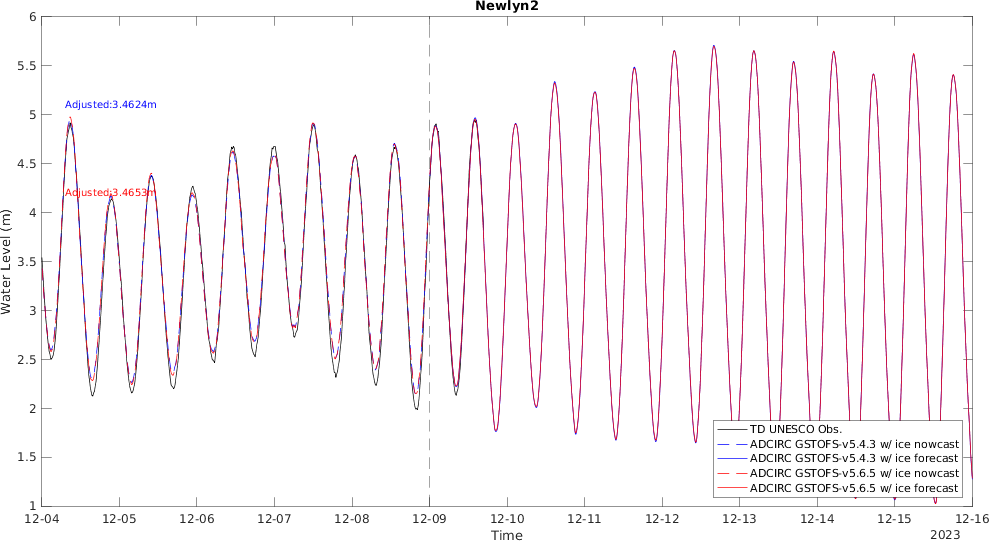 Newlyn2
6
5.5
5
4.5
4
3.5
3
2.5
2
1.5
1
Water Level (m)
Adjusted:3.4624m
Adjusted:3.4653m
TD UNESCO Obs.
ADCIRC GSTOFS-v5.4.3 w/ ice nowcast
ADCIRC GSTOFS-v5.4.3 w/ ice forecast
ADCIRC GSTOFS-v5.6.5 w/ ice nowcast
ADCIRC GSTOFS-v5.6.5 w/ ice forecast
12-04 12-05 12-06 12-07 12-08 12-09 12-10 12-11 12-12 12-13 12-14 12-15 12-16
Time
2023